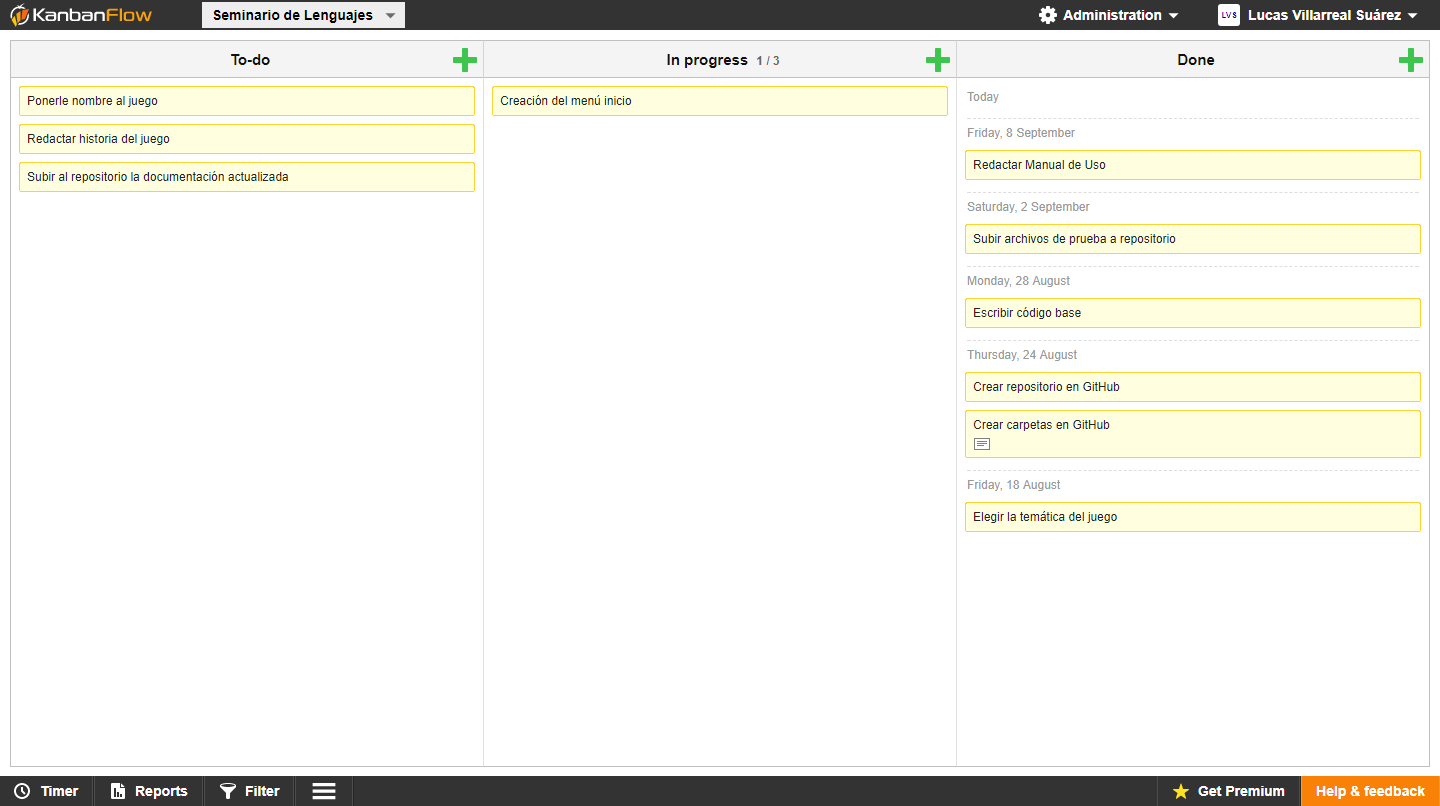 KanbanFlow
Seminario de Lenguajes
Administration
LVS
Lucas Villarreal Suárez
To-do
Ponerle nombre al juego
Redactar historia del juego
Subir al repositorio la documentación actualizada
In progress 1 / 3
Creación del menú inicio
Done
Today
Friday, 8 September
Redactar Manual de Uso
Saturday, 2 September
Subir archivos de prueba a repositorio
Monday, 28 August
Escribir código base
Thursday, 24 August
Crear repositorio en GitHub
Crear carpetas en GitHub
Friday, 18 August
Elegir la temática del juego
Timer
Reports
Filter
Get Premium
Help & feedback